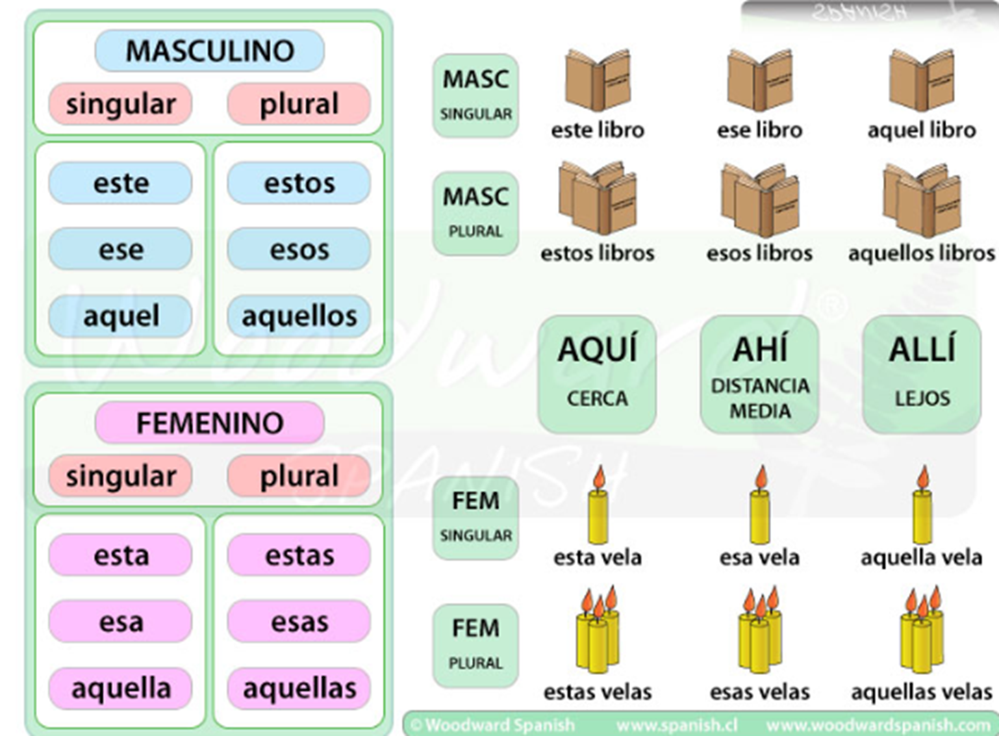 SPANISH
MASCULINO
singular plural
este estos
ese esos
aquel aquellos
FEMENINO
singular plural
esta estas
esa esas
aquella aquellas
MASC
SINGULAR
este libro ese libro aquel libro
MASC
PLURAL
estos libros esos libros aquellos libros
AQUÍ
CERCA
AHÍ
DISTANCIA
MEDIA
ALLÍ
LEJOS
FEM
SINGULAR
esta vela esa vela aquella vela
FEM
PLURAL
estas velas esas velas aquellas velas
Woodward®
SPANISH
© Woodward Spanish www.spanish.cl www.woodwardspanish.com